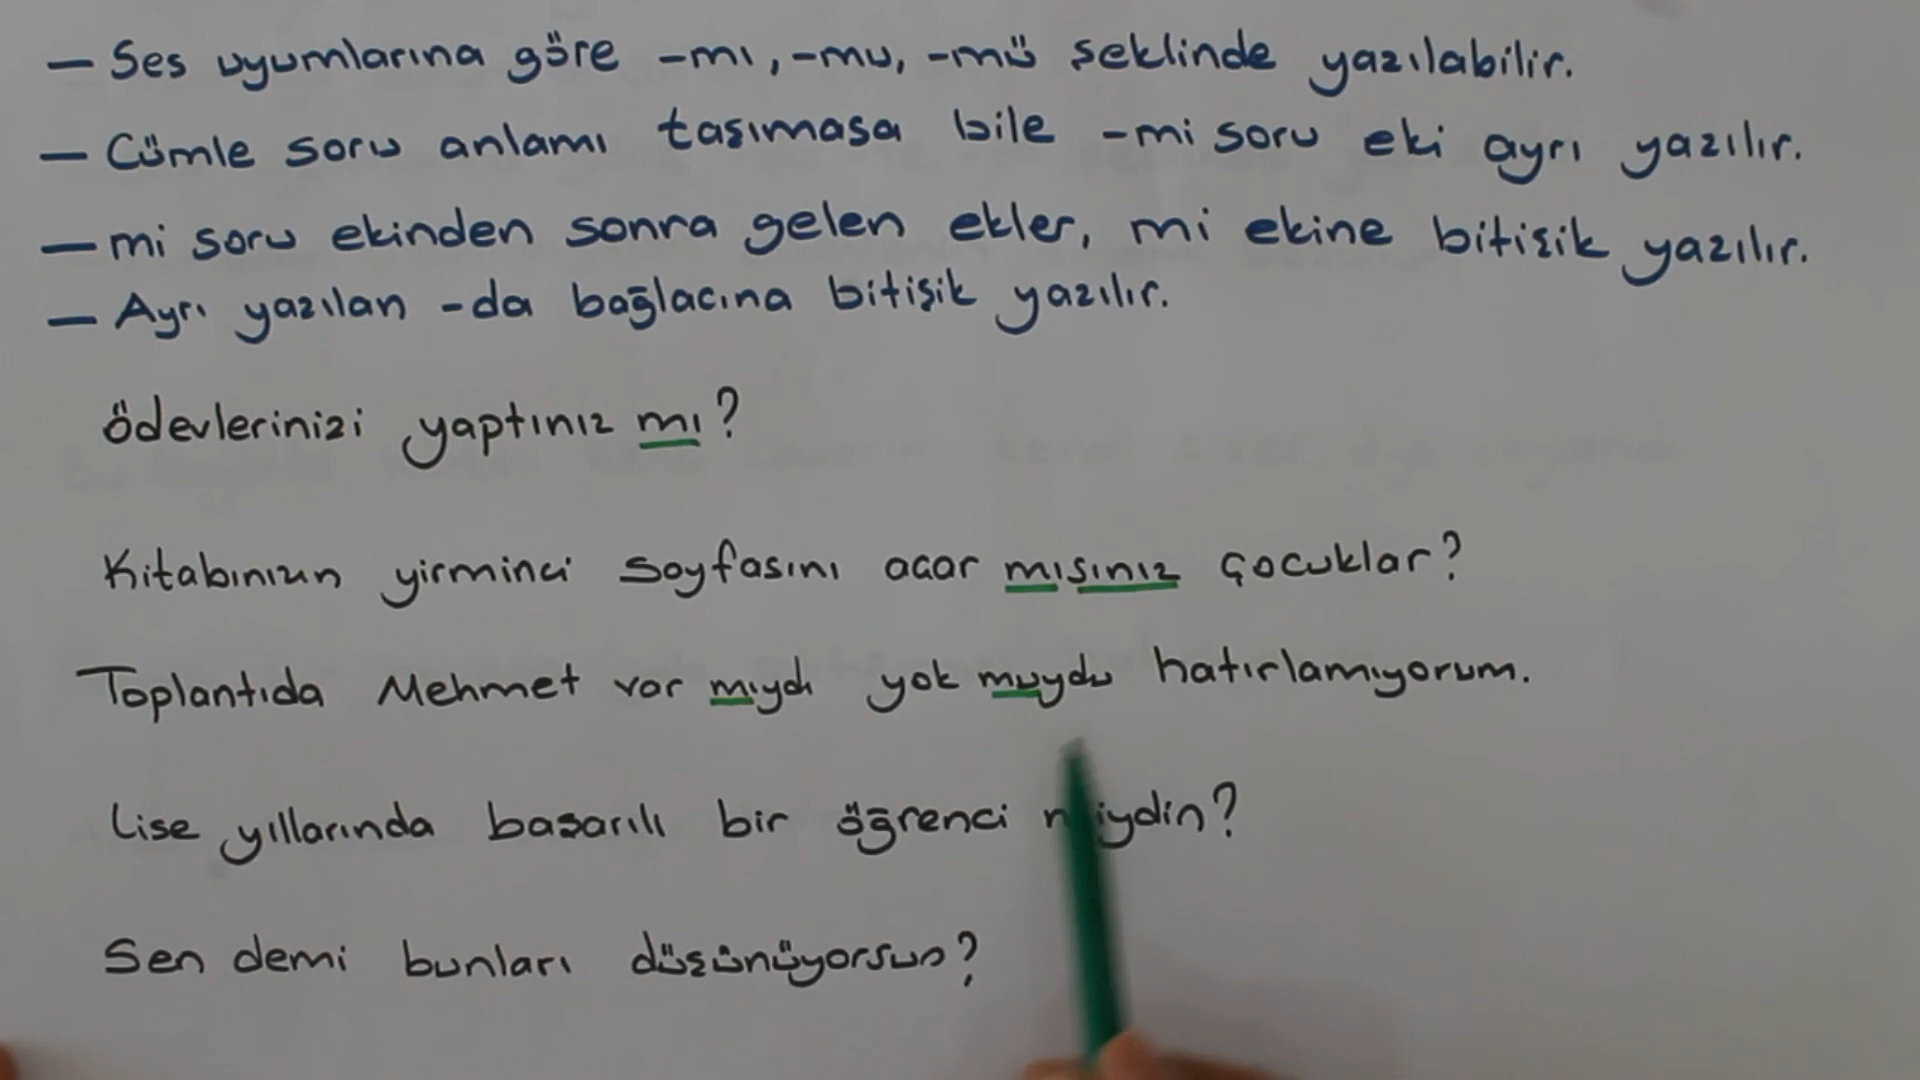 — Ses uyumlarına göre -mı, -mu, -mü şeklinde yazılabilir.
— Cümle soru anlamı taşımasa bile -mi soru eki ayrı yazılır.
— mi soru ekinden sonra gelen ekler, mi ekine bitişik yazılır.
— Ayrı yazılan -da bağlacına bitişik yazılır.
Ödevlerinizi yaptınız mı?
Kitabınızın yirminci sayfasını açar mısınız çocuklar?
Toplantıda Mehmet var mıydı yok muydu hatırlamıyorum.
Lise yıllarında başarılı bir öğrenci miydin?
Sen demi bunları düşünüyorsun?